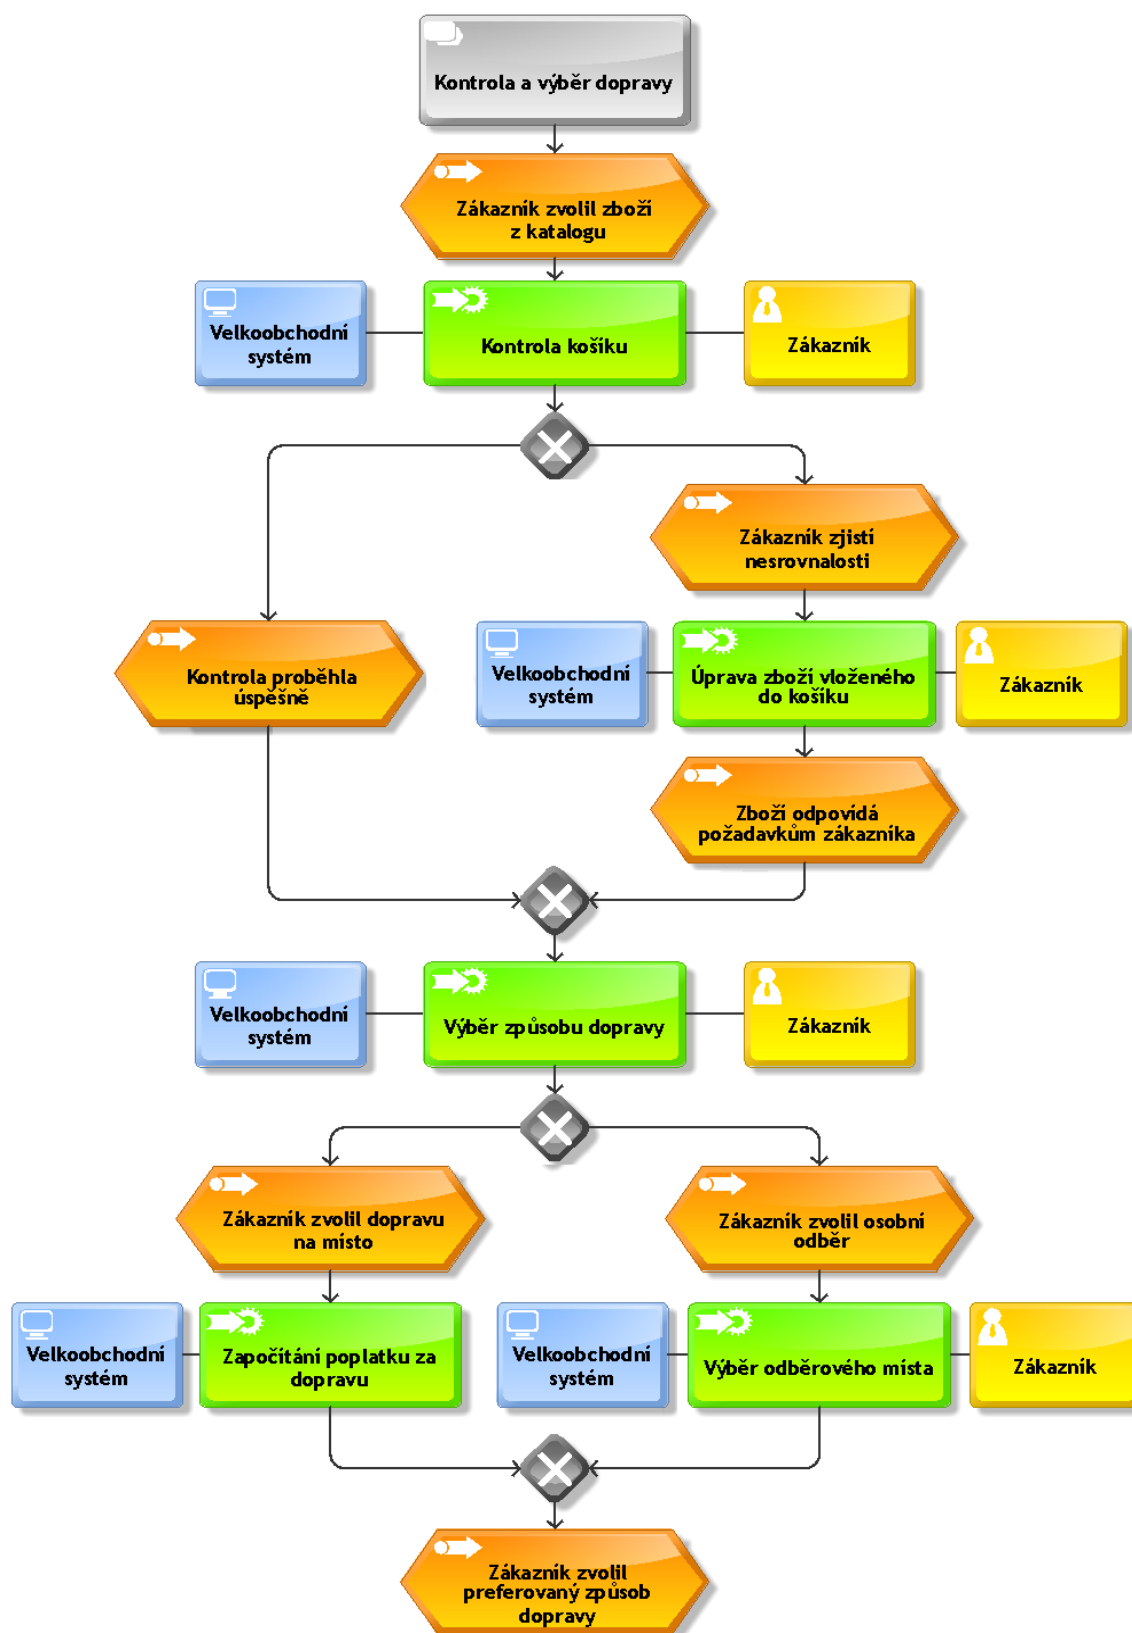 Kontrola a výběr dopravy
Zákazník zvolil zboží
z katalogu
Velkoobchodní
systém
Kontrola košíku
Zákazník
Zákazník zjistí
nesrovnalosti
Kontrola proběhla
úspěšně
Velkoobchodní
systém
Úprava zboží vloženého
do košíku
Zákazník
Zboží odpovídá
požadavkům zákazníka
Velkoobchodní
systém
Výběr způsobu dopravy
Zákazník
Zákazník zvolil dopravu
na místo
Zákazník zvolil osobní
odběr
Velkoobchodní
systém
Započítání poplatku za
dopravu
Velkoobchodní
systém
Výběr odběrového místa
Zákazník
Zákazník zvolil
preferovaný způsob
dopravy